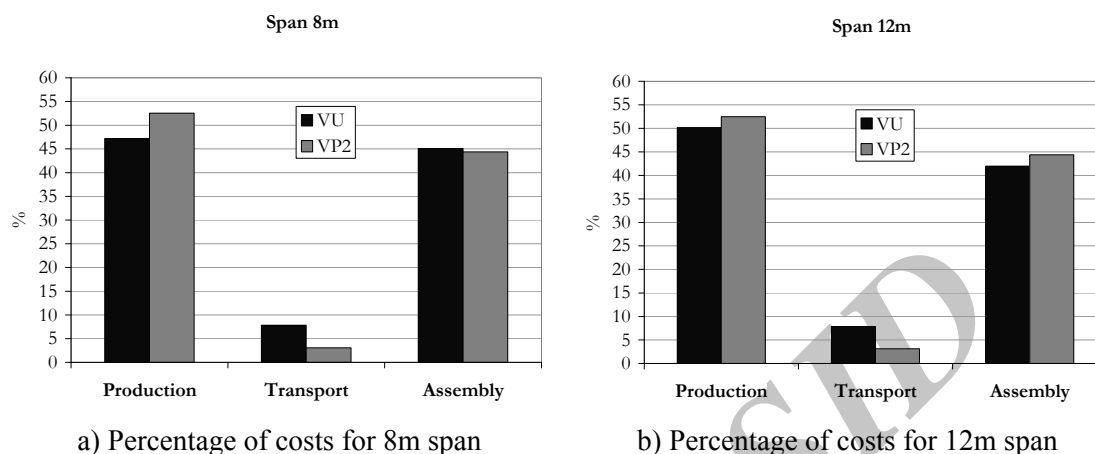 Span 8m
60
55
50
45
40
35
30
25
20
15
10
5
0
%
VU
VP2
Production Transport Assembly
a) Percentage of costs for 8m span
Span 12m
60
55
50
45
40
35
30
25
20
15
10
5
0
%
VU
VP2
Production Transport Assembly
b) Percentage of costs for 12m span
SID